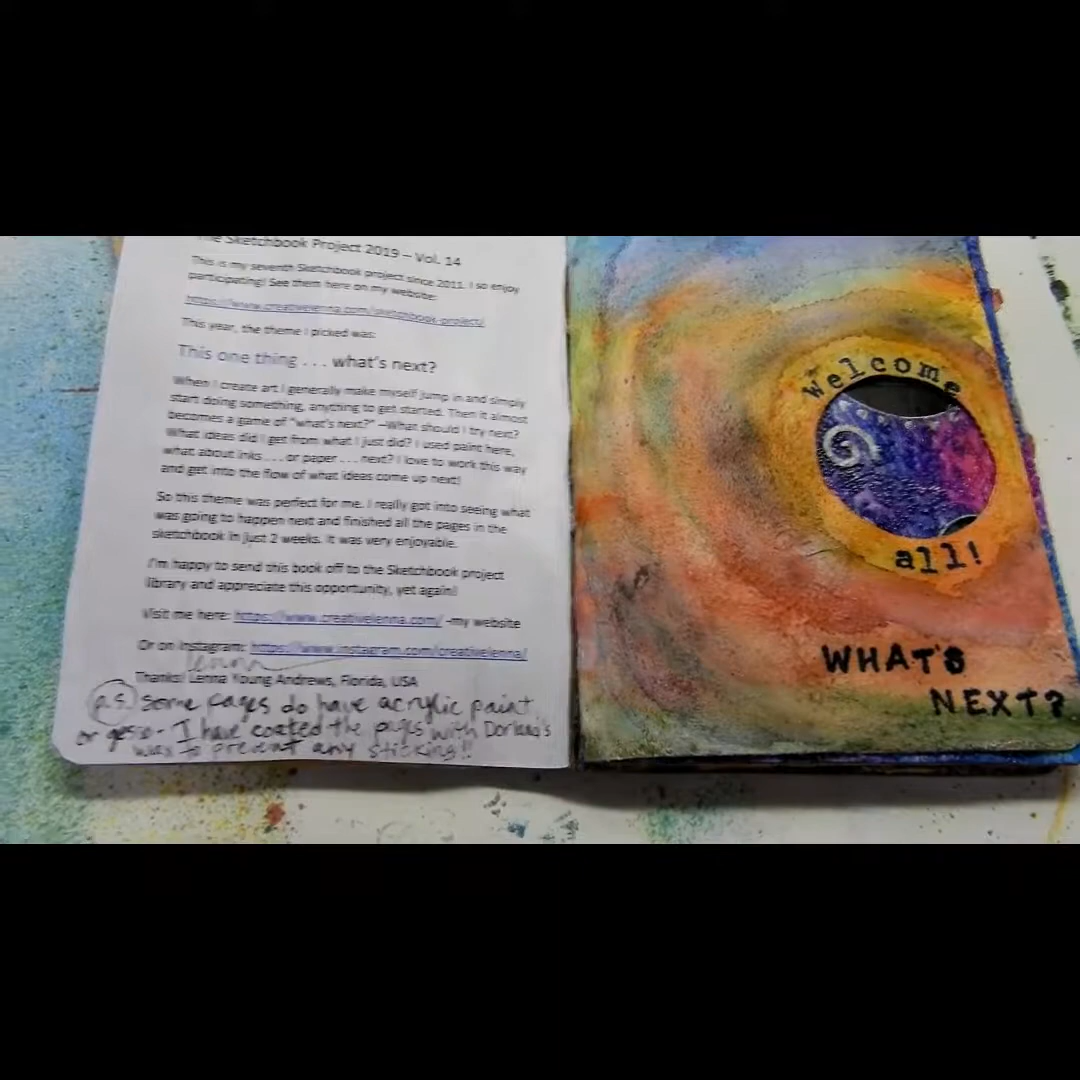 The Sketchbook Project 2019 – Vol. 14
This is my seventh Sketchbook project since 2011. I so enjoy
participating! See them here on my website:
https://www.creativelenna.com/sketchbook-project/
This year, the theme I picked was:
This one thing . . . what's next?
When I create art I generally make myself jump in and simply
start doing something, anything to get started. Then it almost
becomes a game of "what's next?" –What should I try next?
What ideas did I get from what I just did? I used paint here,
what about inks. . . . or paper . . . . next? I love to work this way
and get into the flow of what ideas come up next!
So this theme was perfect for me. I really got into seeing what
was going to happen next and finished all the pages in the
sketchbook in just 2 weeks. It was very enjoyable.
I'm happy to send this book off to the Sketchbook project
library and appreciate this opportunity, yet again!
Visit me here: https://www.creativelenna.com/ -my website
Or on Instagram: https://www.instagram.com/creativelenna/
Lenna
Thanks! Lenna Young Andrews, Florida, USA
p.s. some pages do have acrylic paint
or gesso - I have coated the pages with Dorland's
wax to prevent any sticking!!
welcome
all!
WHAT'S
NEXT?